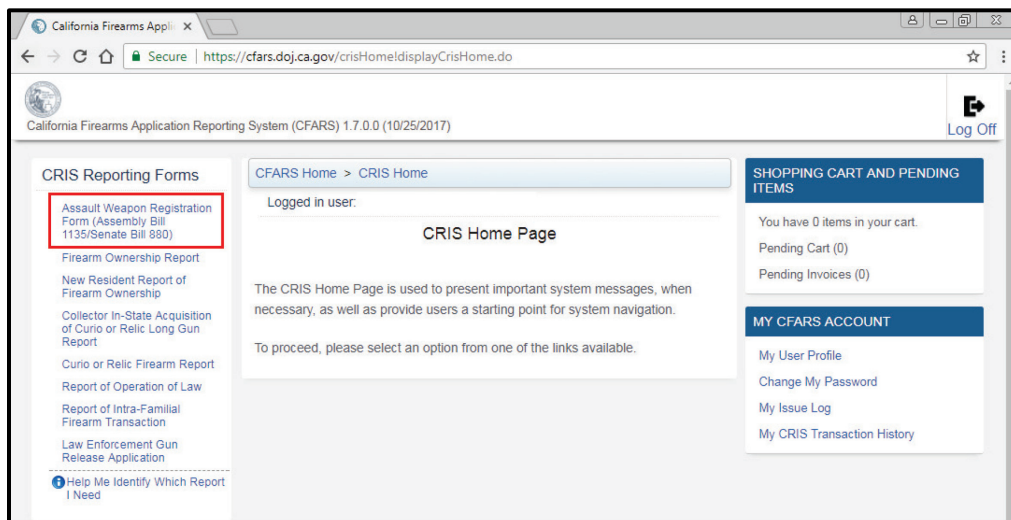 California Firearms Appli
Secure | https://cfars.doj.ca.gov/crisHome!displayCrisHome.do
California Firearms Application Reporting System (CFARS) 1.7.0.0 (10/25/2017)
Log Off
CRIS Reporting Forms
Assault Weapon Registration
Form (Assembly Bill
1135/Senate Bill 880)
Firearm Ownership Report
New Resident Report of
Firearm Ownership
Collector In-State Acquisition
of Curio or Relic Long Gun
Report
Curio or Relic Firearm Report
Report of Operation of Law
Report of Intra-Familial
Firearm Transaction
Law Enforcement Gun
Release Application
Help Me Identify Which Report
I Need
CFARS Home > CRIS Home
Logged in user:
CRIS Home Page
The CRIS Home Page is used to present important system messages, when
necessary, as well as provide users a starting point for system navigation.
To proceed, please select an option from one of the links available.
SHOPPING CART AND PENDING
ITEMS
You have 0 items in your cart.
Pending Cart (0)
Pending Invoices (0)
MY CFARS ACCOUNT
My User Profile
Change My Password
My Issue Log
My CRIS Transaction History